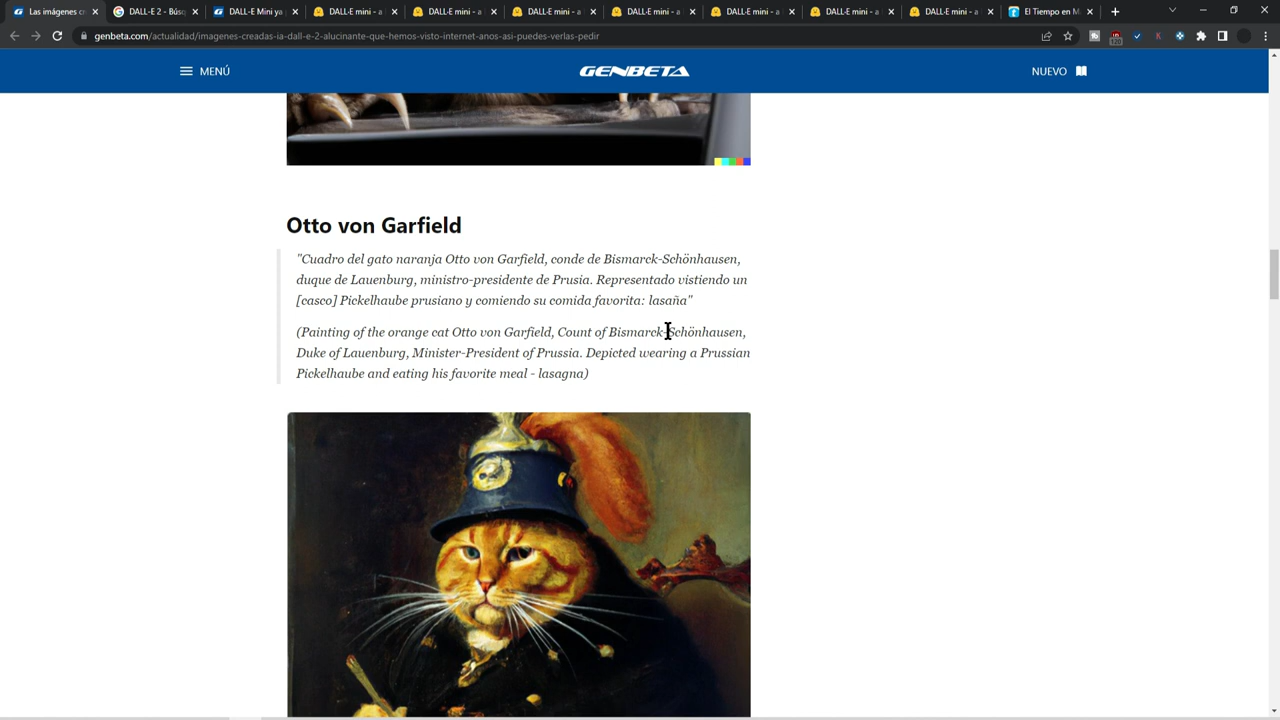 Las imágenes c
DALL-E 2 - Búsq
DALL-E Mini ya
DALL·E mini - a
DALL·E mini - a
DALL·E mini - a
DALL·E mini - a
DALL·E mini - a
DALL·E mini - a
DALL·E mini - a
El Tiempo en M
genbeta.com/actualidad/imagenes-creadas-ia-dall-e-2-alucinante-que-hemos-visto-internet-anos-asi-puedes-verlas-pedir
MENÚ
GENBETA
NUEVO
Otto von Garfield
"Cuadro del gato naranja Otto von Garfield, conde de Bismarck-Schönhausen,
duque de Lauenburg, ministro-presidente de Prusia. Representado vistiendo un
[casco] Pickelhaube prusiano y comiendo su comida favorita: lasaña"
(Painting of the orange cat Otto von Garfield, Count of Bismarck-Schönhausen,
Duke of Lauenburg, Minister-President of Prussia. Depicted wearing a Prussian
Pickelhaube and eating his favorite meal - lasagna)